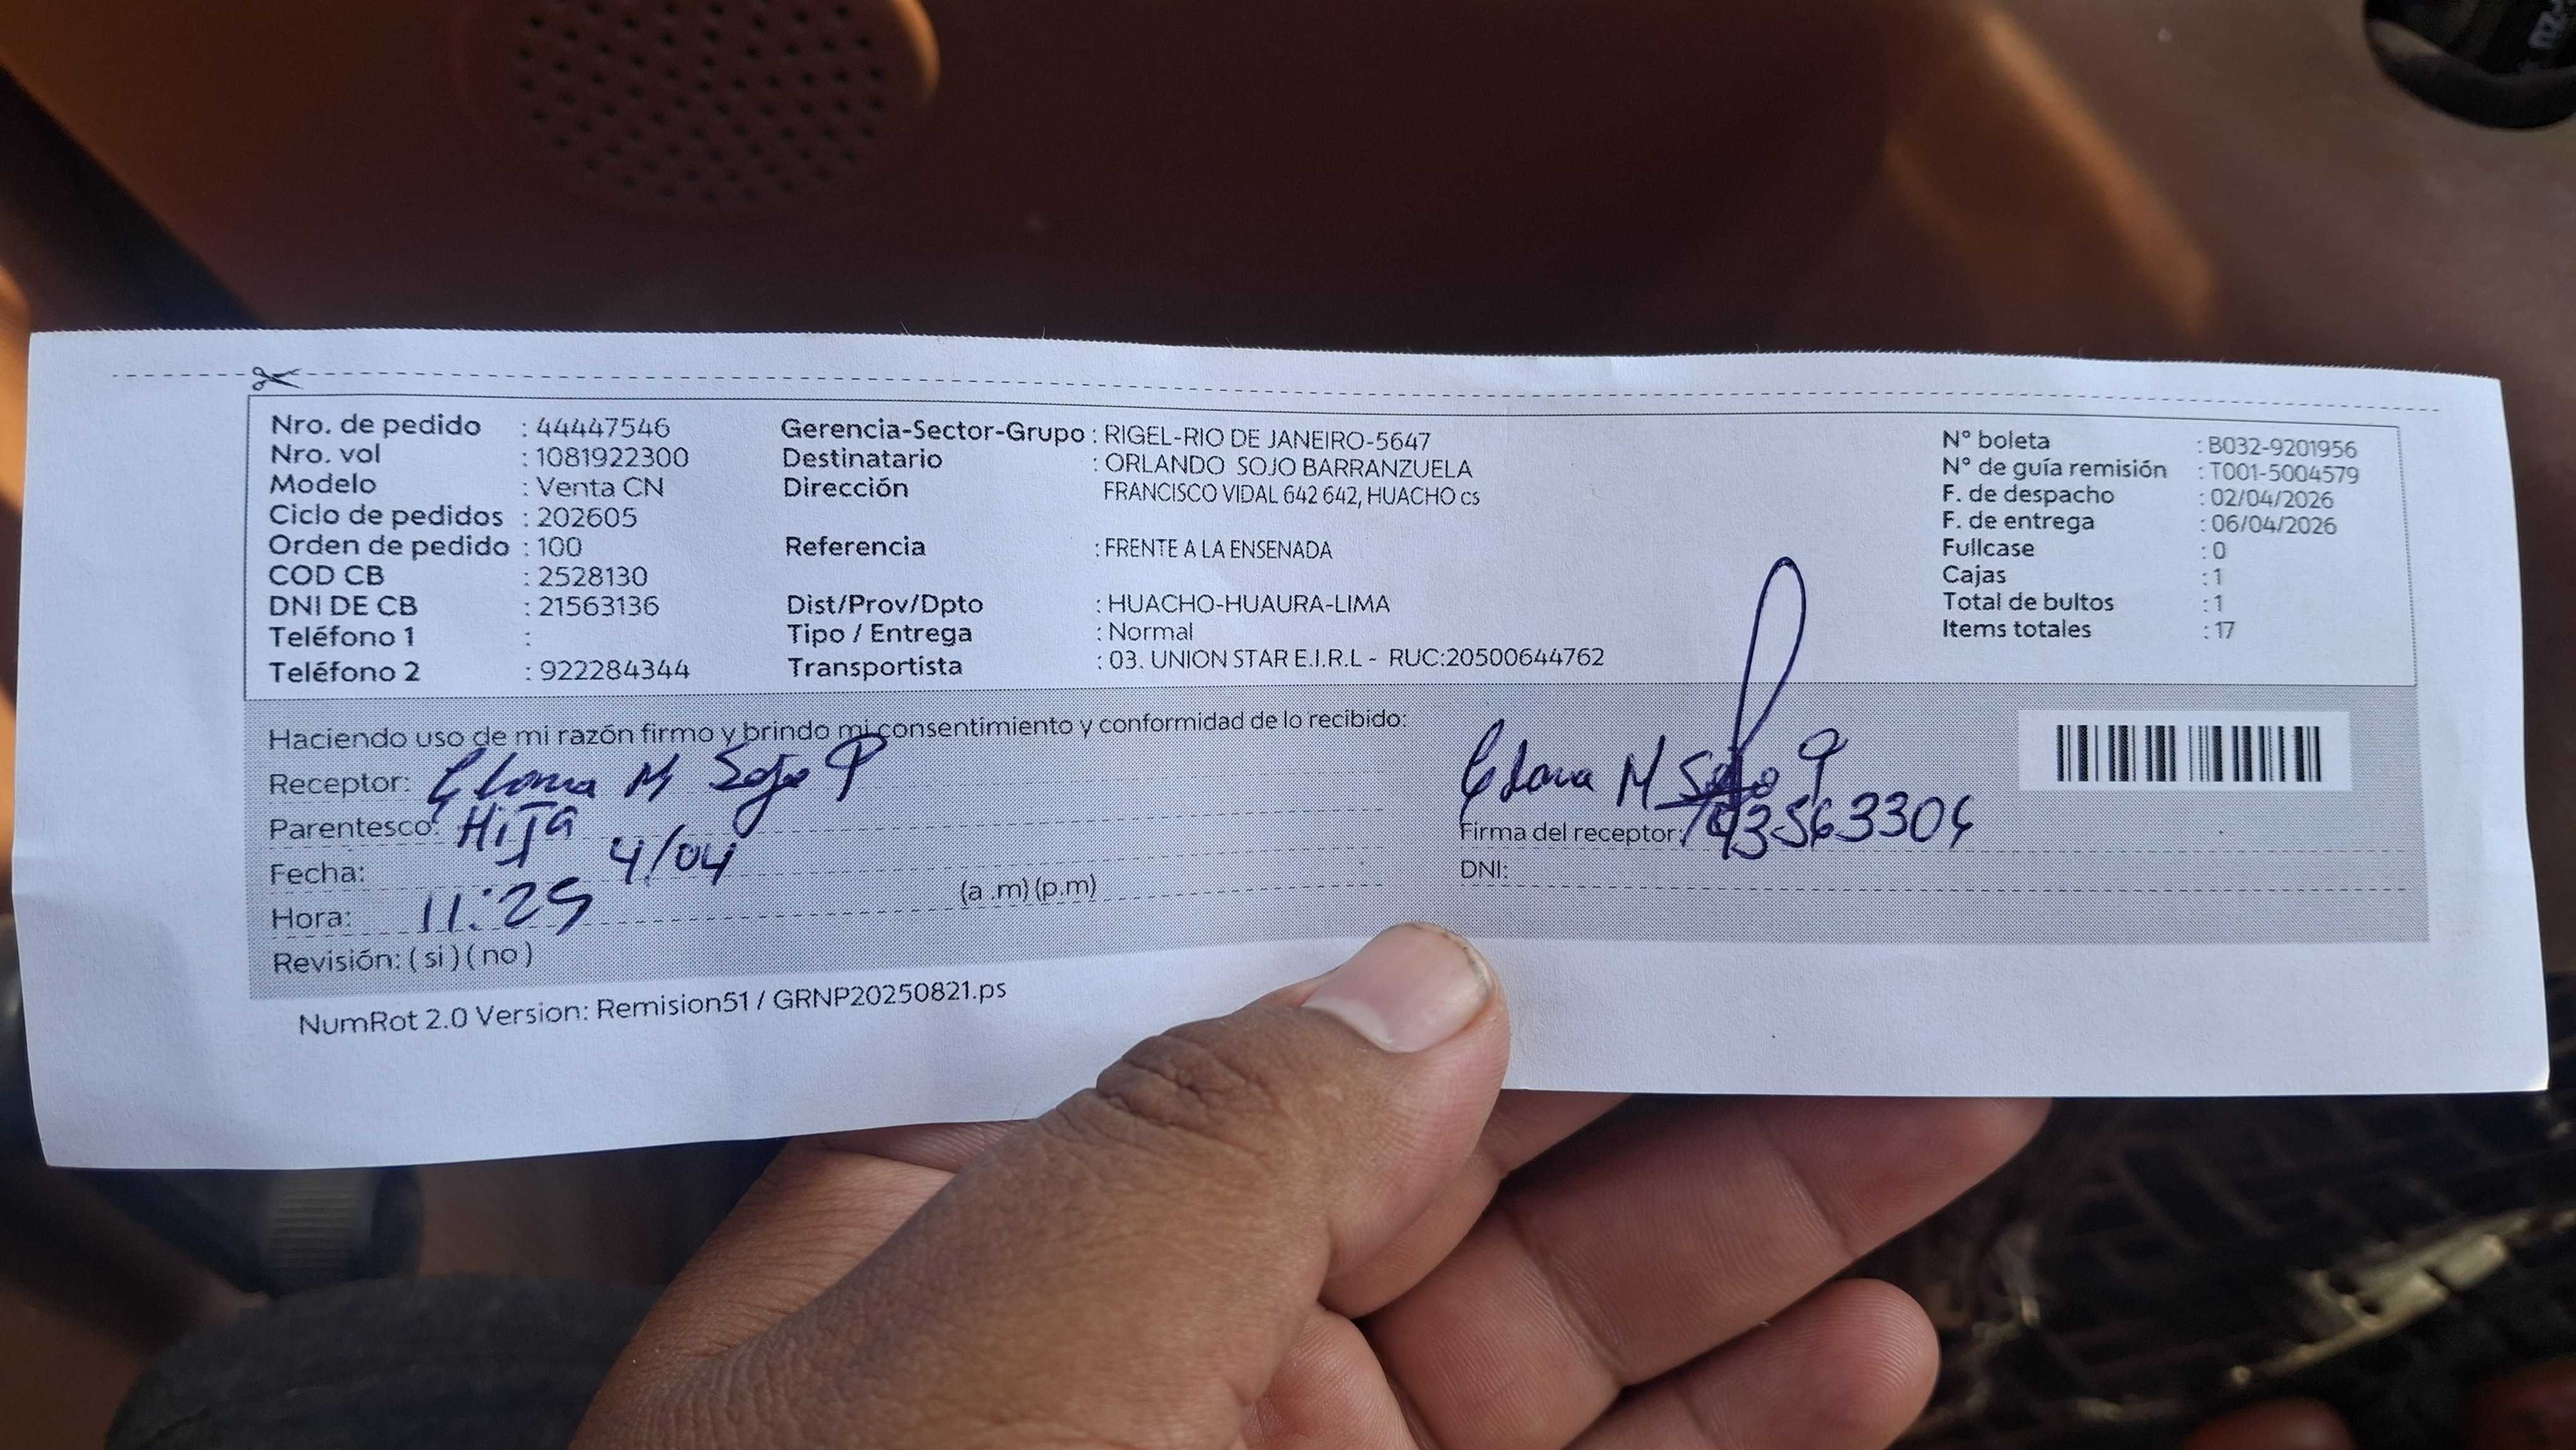 Nro. de pedido : 44447546
Nro. vol : 1081922300
Modelo : Venta CN
Ciclo de pedidos : 202605
Orden de pedido : 100
COD CB : 2528130
DNI DE CB : 21563136
Teléfono 1 :
Teléfono 2 : 922284344
Gerencia-Sector-Grupo : RIGEL-RIO DE JANEIRO-5647
Destinatario : ORLANDO SOJO BARRANZUELA
Dirección FRANCISCO VIDAL 642 642, HUACHO cs
Referencia : FRENTE A LA ENSENADA
Dist/Prov/Dpto : HUACHO-HUAURA-LIMA
Tipo / Entrega : Normal
Transportista : 03. UNION STAR E.I.R.L - RUC:20500644762
N° boleta : B032-9201956
N° de guía remisión : T001-5004579
F. de despacho : 02/04/2026
F. de entrega : 06/04/2026
Fullcase : 0
Cajas : 1
Total de bultos : 1
Items totales : 17
Haciendo uso de mi razón firmo y brindo mi consentimiento y conformidad de lo recibido:
Receptor: M Sojo P
Parentesco: HIJa
Fecha: 4/04
Hora: 11:25 (a .m) (p.m)
Revisión: ( si ) ( no )
M Sojo P
Firma del receptor:
DNI:
NumRot 2.0 Version: Remision51 / GRNP20250821.ps